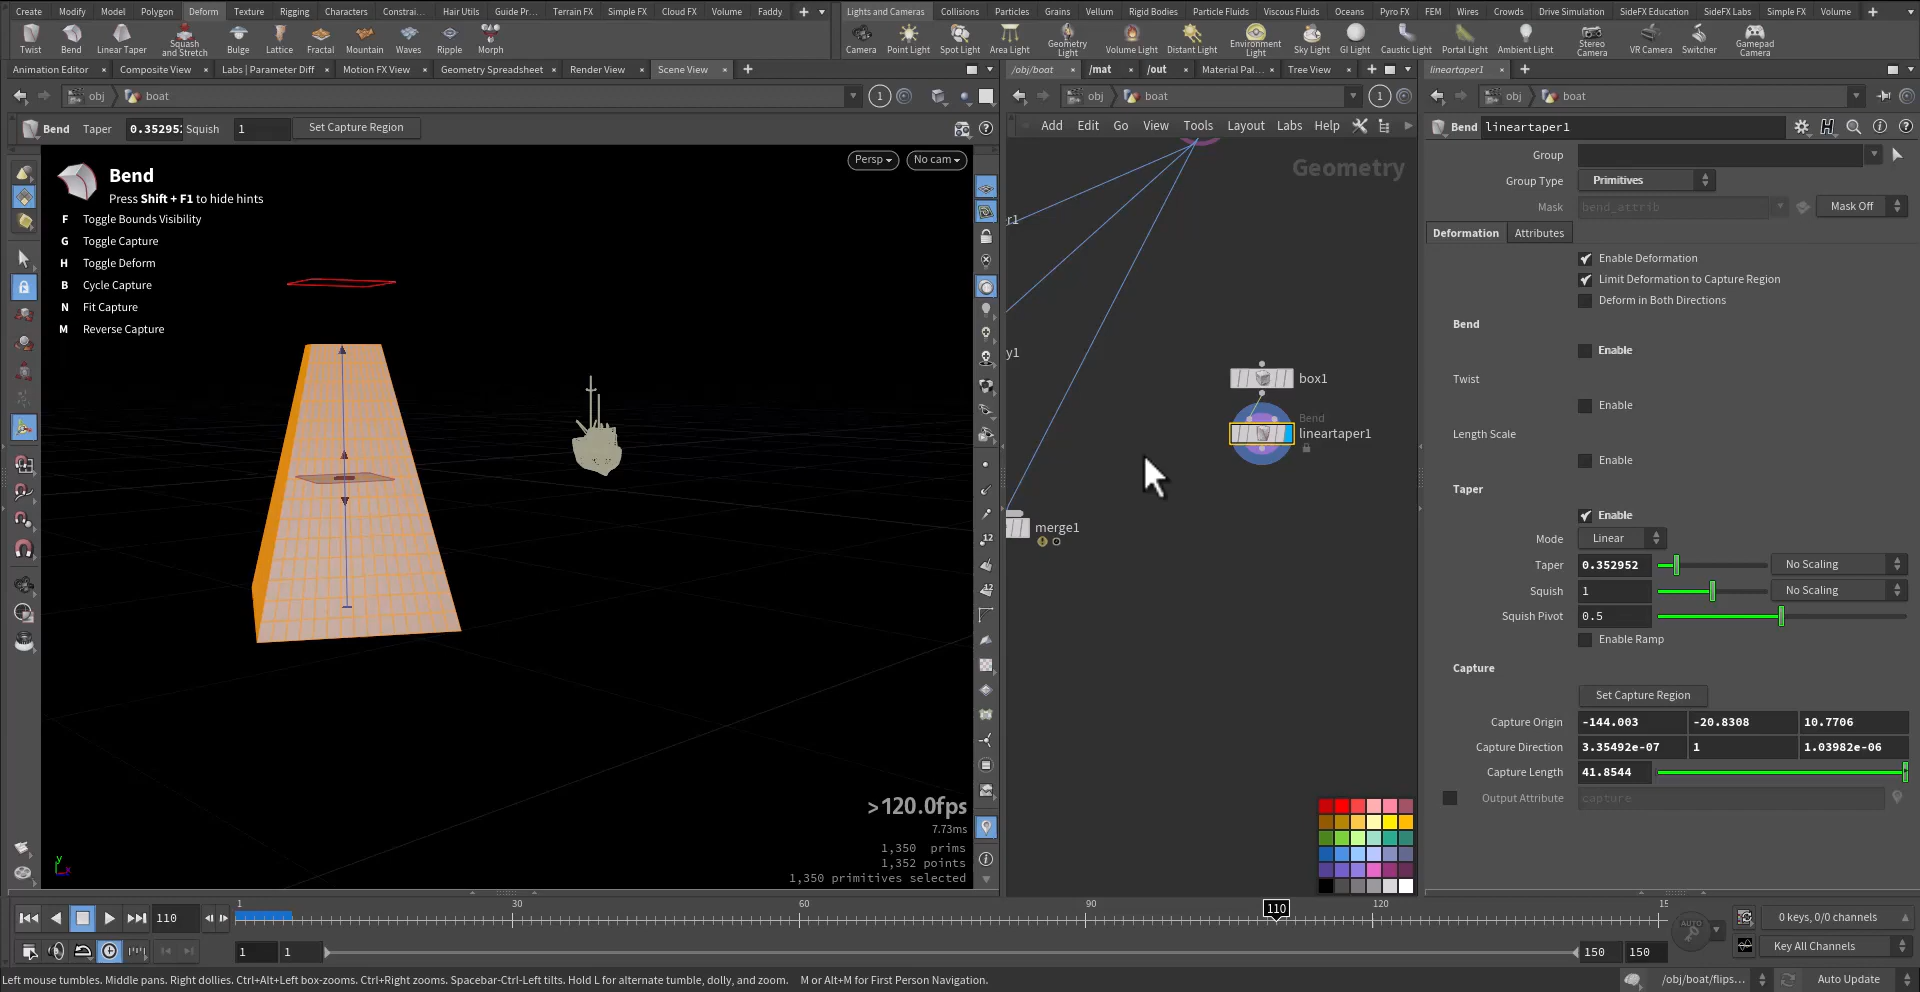 Create Modify Model Polygon Deform Texture Rigging Characters Constrai... Hair Utils Guide Pr... Terrain FX Simple FX Cloud FX Volume Faddy
Twist Bend Linear Taper Squash and Stretch Bulge Lattice Fractal Mountain Waves Ripple Morph
Lights and Cameras Collisions Particles Grains Vellum Rigid Bodies Particle Fluids Viscous Fluids Oceans Pyro FX FEM Wires Crowds Drive Simulation SideFX Education SideFX Labs Simple FX Volume
Camera Point Light Spot Light Area Light Geometry Light Volume Light Distant Light Environment Light Sky Light GI Light Caustic Light Portal Light Ambient Light Stereo Camera VR Camera Switcher Gamepad Camera
Animation Editor Composite View Labs | Parameter Diff Motion FX View Geometry Spreadsheet Render View Scene View
/obj/boat /mat /out Material Pal... Tree View
lineartaper1
obj boat
1
obj boat
1
obj boat
Bend Taper 0.35295 Squish 1 Set Capture Region
Add Edit Go View Tools Layout Labs Help
Bend lineartaper1
Persp No cam
Bend
Press Shift + F1 to hide hints
F Toggle Bounds Visibility
G Toggle Capture
H Toggle Deform
B Cycle Capture
N Fit Capture
M Reverse Capture
>120.0fps
7.73ms
1,350 prims
1,352 points
1,350 primitives selected
y
x
Geometry
r1
y1
box1
Bend
lineartaper1
merge1
Group
Group Type Primitives
Mask bend_attrib Mask Off
Deformation Attributes
Enable Deformation
Limit Deformation to Capture Region
Deform in Both Directions
Bend
Enable
Twist
Enable
Length Scale
Enable
Taper
Enable
Mode Linear
Taper 0.352952 No Scaling
Squish 1 No Scaling
Squish Pivot 0.5
Enable Ramp
Capture
Set Capture Region
Capture Origin -144.003 -20.8308 10.7706
Capture Direction 3.35492e-07 1 1.03982e-06
Capture Length 41.8544
Output Attribute capture
110 1 30 60 90 110 120 15
0 keys, 0/0 channels
1 1 150 150
Key All Channels
Left mouse tumbles. Middle pans. Right dollies. Ctrl+Alt+Left box-zooms. Ctrl+Right zooms. Spacebar-Ctrl-Left tilts. Hold L for alternate tumble, dolly, and zoom. M or Alt+M for First Person Navigation.
/obj/boat/flips... Auto Update